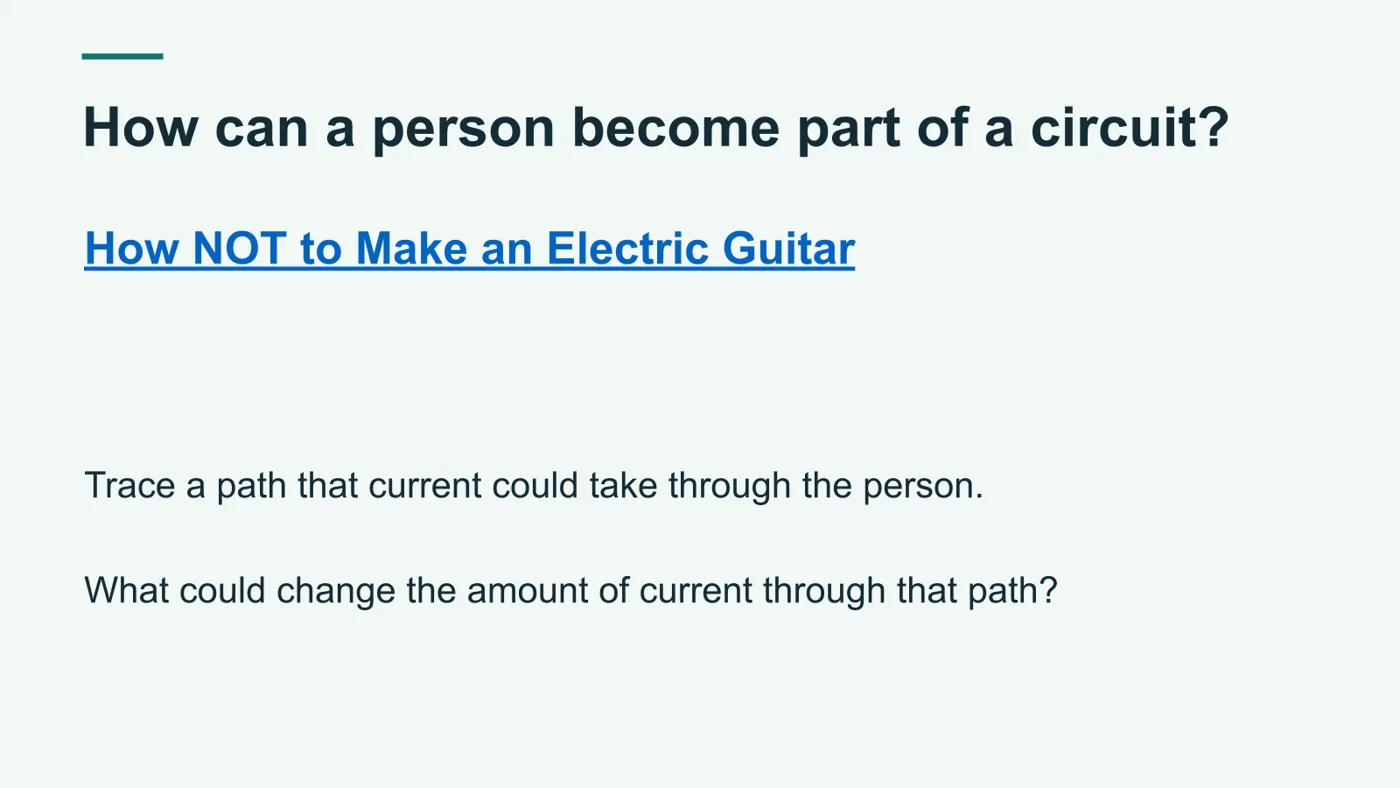 How can a person become part of a circuit?
How NOT to Make an Electric Guitar
Trace a path that current could take through the person.
What could change the amount of current through that path?